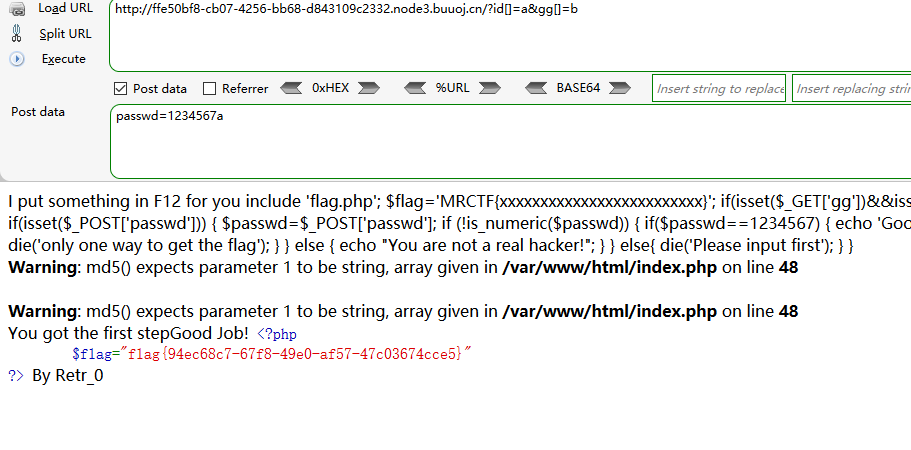 Load URL
http://ffe50bf8-cb07-4256-bb68-d843109c2332.node3.buuoj.cn/?id[]=a&gg[]=b
Split URL
Execute
Post data Referrer 0xHEX %URL BASE64 Insert string to replace Insert replacing strin
Post data
passwd=1234567a
I put something in F12 for you include 'flag.php'; $flag='MRCTF{xxxxxxxxxxxxxxxxxxxxxxxxx}'; if(isset($_GET['gg'])&&iss
if(isset($_POST['passwd'])) { $passwd=$_POST['passwd']; if (!is_numeric($passwd)) { if($passwd==1234567) { echo 'Goo
die('only one way to get the flag'); } } else { echo "You are not a real hacker!"; } } else{ die('Please input first'); } }
Warning: md5() expects parameter 1 to be string, array given in /var/www/html/index.php on line 48
Warning: md5() expects parameter 1 to be string, array given in /var/www/html/index.php on line 48
You got the first stepGood Job! <?php
$flag="flag{94ec68c7-67f8-49e0-af57-47c03674cce5}"
?> By Retr_0